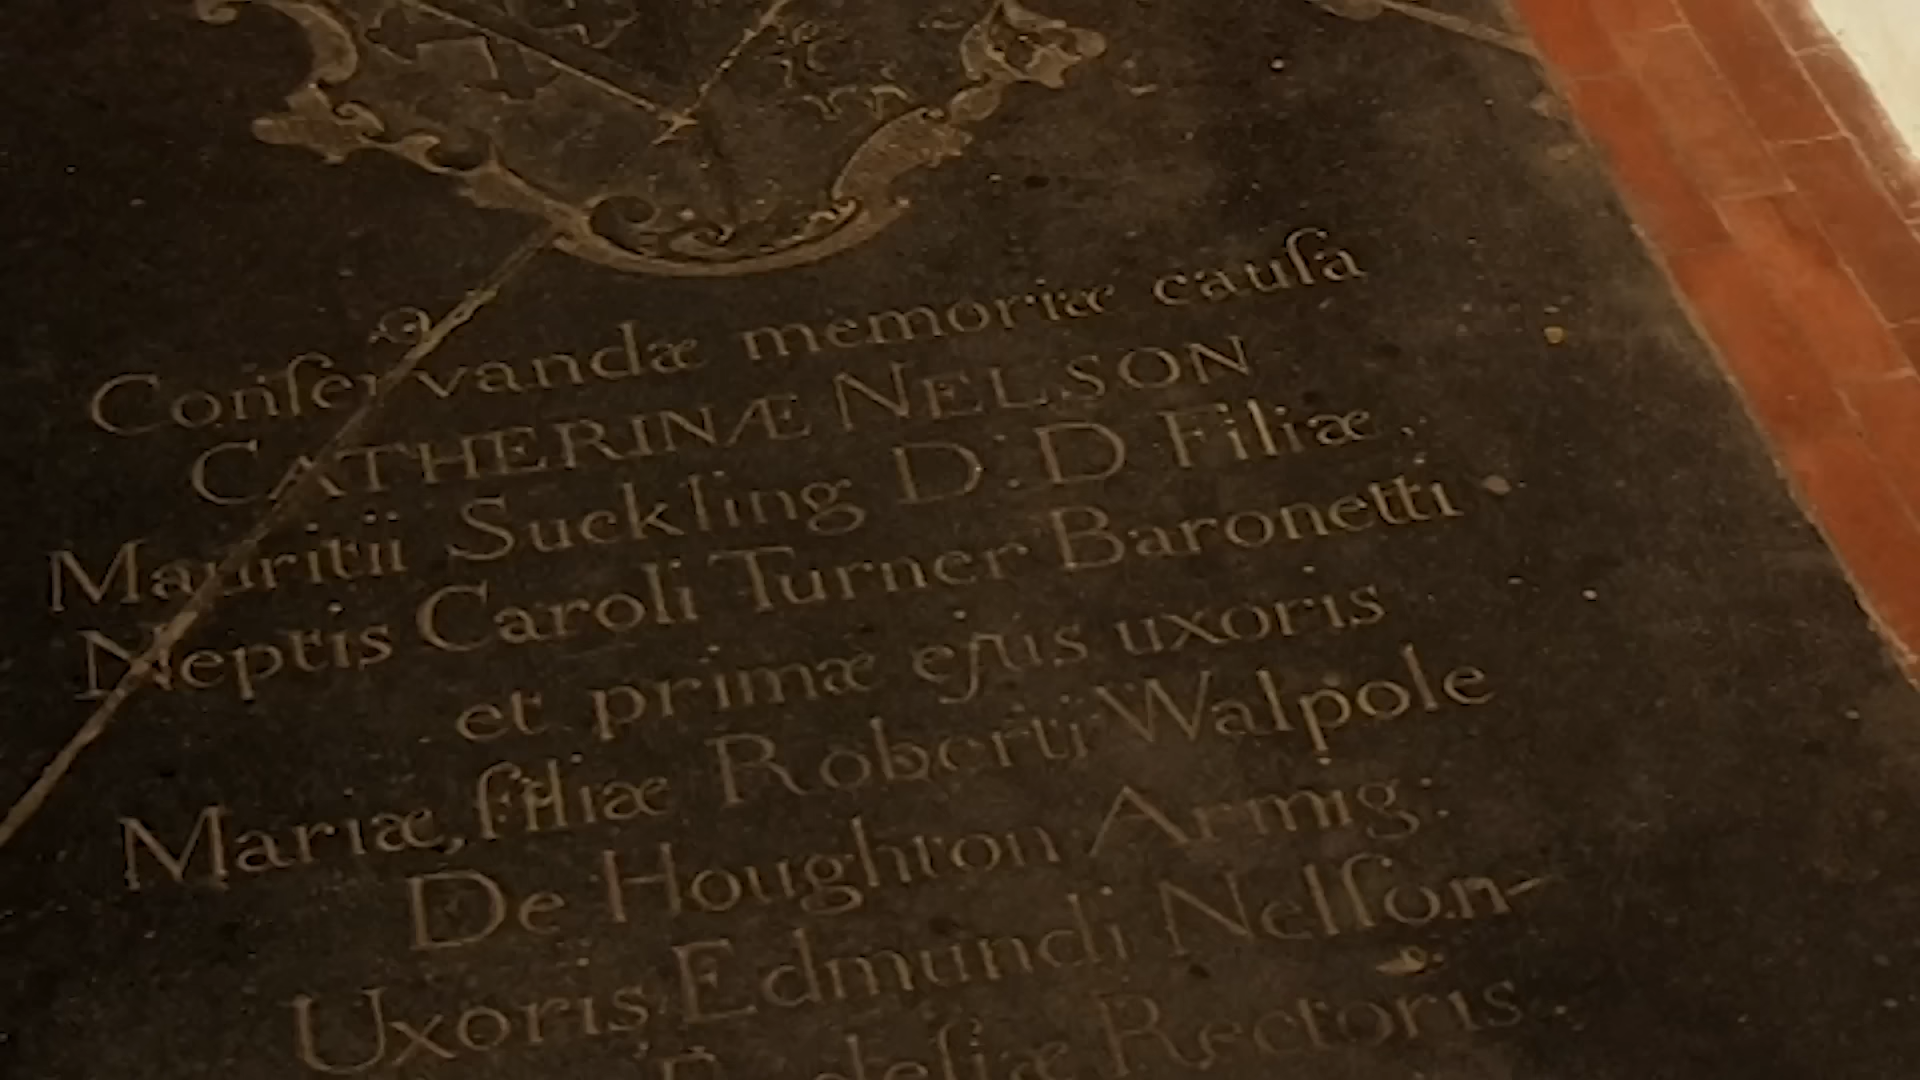 Conſervandæ memoriæ cauſa
CATHERINÆ NELSON
Mauritii Suckling D:D Filiæ,
Neptis Caroli Turner Baronetti
et primæ ejus uxoris
Mariæ, filiæ Roberti Walpole
De Houghton Armig:
Uxoris Edmundi Nelſon
Rectoris